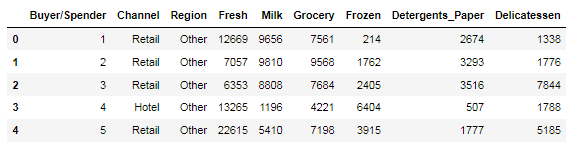 Buyer/Spender Channel Region Fresh Milk Grocery Frozen Detergents_Paper Delicatessen
0 1 Retail Other 12669 9656 7561 214 2674 1338
1 2 Retail Other 7057 9810 9568 1762 3293 1776
2 3 Retail Other 6353 8808 7684 2405 3516 7844
3 4 Hotel Other 13265 1196 4221 6404 507 1788
4 5 Retail Other 22615 5410 7198 3915 1777 5185